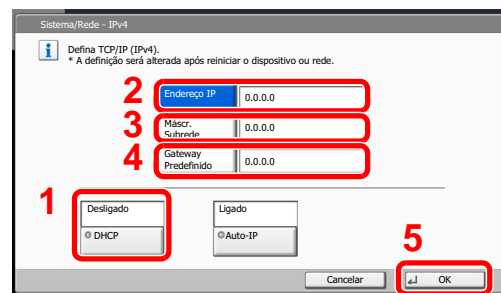 Sistema/Rede - IPv4
Defina TCP/IP (IPv4).
* A definição será alterada após reiniciar o dispositivo ou rede.
2
Endereço IP 0.0.0.0
3
Máscr. Subrede 0.0.0.0
4
Gateway Predefinido 0.0.0.0
1
Desligado Ligado
DHCP Auto-IP
5
Cancelar OK